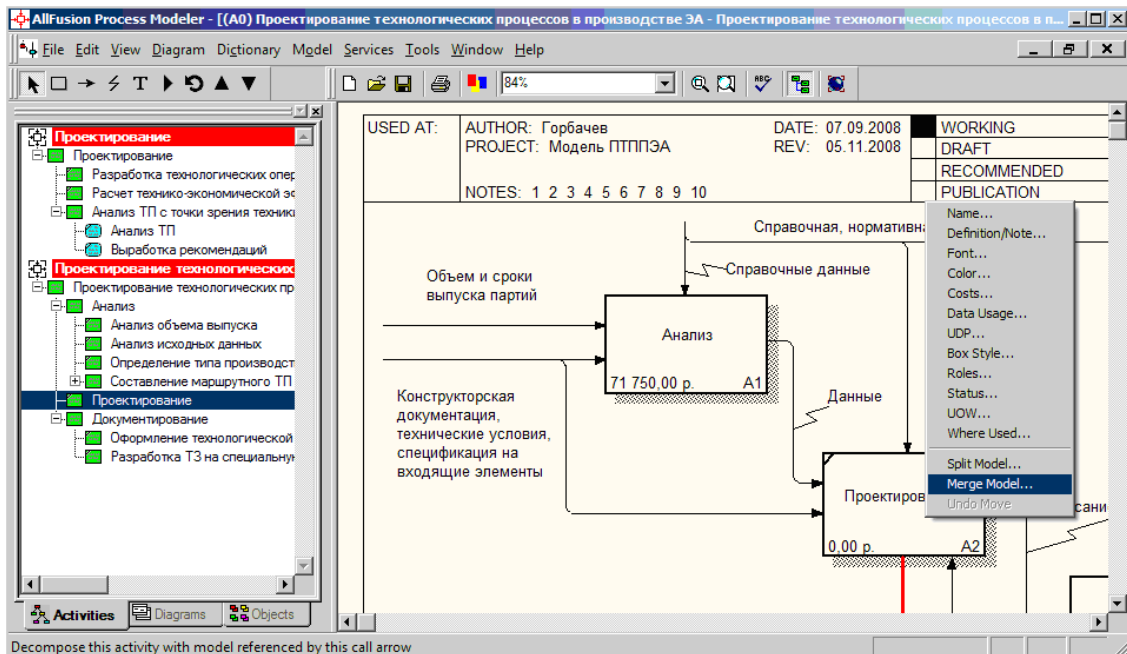 AllFusion Process Modeler - [(A0) Проектирование технологических процессов в производстве ЭА - Проектирование технологических процессов в п...
File Edit View Diagram Dictionary Model Services Tools Window Help
84%
Проектирование
Проектирование
Разработка технологических опер
Расчет технико-экономической эф
Анализ ТП с точки зрения техники
Анализ ТП
Выработка рекомендаций
Проектирование технологических
Проектирование технологических пр
Анализ
Анализ объема выпуска
Анализ исходных данных
Определение типа производст
Составление маршрутного ТП
Проектирование
Документирование
Оформление технологической
Разработка ТЗ на специальну
Activities Diagrams Objects
USED AT: AUTHOR: Горбачев DATE: 07.09.2008 WORKING
PROJECT: Модель ПТППЭА REV: 05.11.2008 DRAFT
RECOMMENDED
NOTES: 1 2 3 4 5 6 7 8 9 10 PUBLICATION
Справочная, нормативна
Справочные данные
Объем и сроки
выпуска партий
Анализ
71 750,00 р. A1
Конструкторская
документация,
технические условия,
спецификация на
входящие элементы
Данные
Проектиров
0,00 р. A2
сани
Name...
Definition/Note...
Font...
Color...
Costs...
Data Usage...
UDP...
Box Style...
Roles...
Status...
UOW...
Where Used...
Split Model...
Merge Model...
Undo Move
Decompose this activity with model referenced by this call arrow